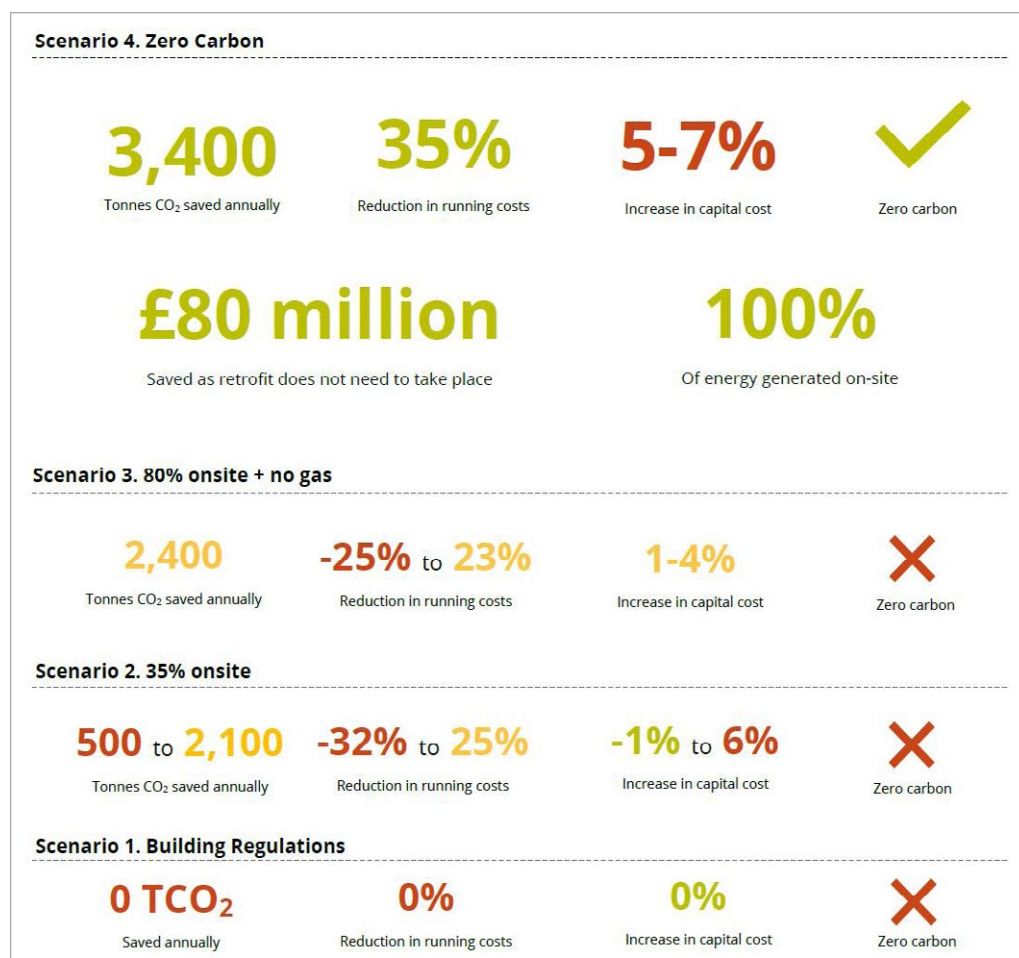 Scenario 4. Zero Carbon
3,400 35% 5-7%
Tonnes CO₂ saved annually Reduction in running costs Increase in capital cost Zero carbon
£80 million 100%
Saved as retrofit does not need to take place Of energy generated on-site
Scenario 3. 80% onsite + no gas
2,400 -25% to 23% 1-4%
Tonnes CO₂ saved annually Reduction in running costs Increase in capital cost Zero carbon
Scenario 2. 35% onsite
500 to 2,100 -32% to 25% -1% to 6%
Tonnes CO₂ saved annually Reduction in running costs Increase in capital cost Zero carbon
Scenario 1. Building Regulations
0 TCO₂ 0% 0%
Saved annually Reduction in running costs Increase in capital cost Zero carbon